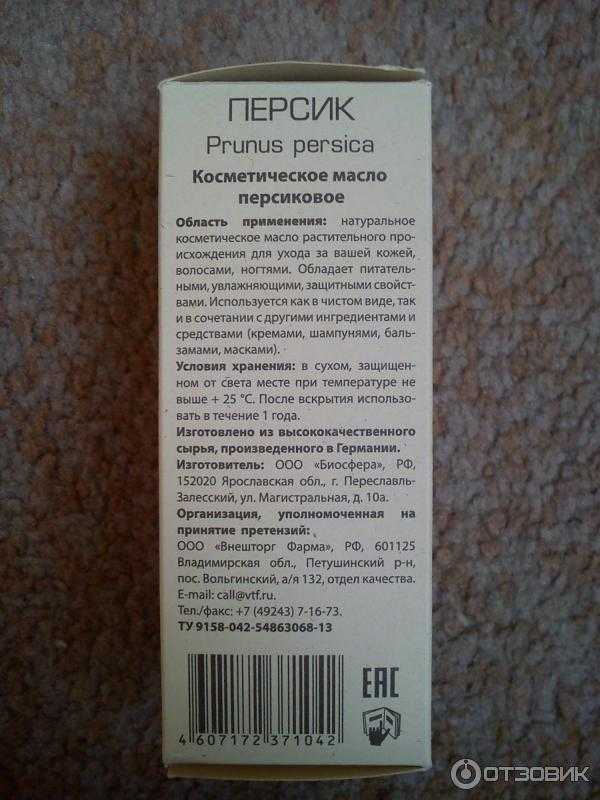 ПЕРСИК
Prunus persica
Косметическое масло
персиковое
Область применения: натуральное
косметическое масло растительного про-
исхождения для ухода за вашей кожей,
волосами, ногтями. Обладает питатель-
ными, увлажняющими, защитными свойст-
вами. Используется как в чистом виде, так
и в сочетании с другими ингредиентами и
средствами (кремами, шампунями, баль-
замами, масками).
Условия хранения: в сухом, защищен-
ном от света месте при температуре не
выше + 25 °С. После вскрытия использо-
вать в течение 1 года.
Изготовлено из высококачественного
сырья, произведенного в Германии.
Изготовитель: ООО «Биосфера», РФ,
152020 Ярославская обл., г. Переславль-
Залесский, ул. Магистральная, д. 10а.
Организация, уполномоченная на
принятие претензий:
ООО «Внешторг Фарма», РФ, 601125
Владимирская обл., Петушинский р-н,
пос. Вольгинский, а/я 132, отдел качества.
E-mail: call@vtf.ru.
Тел./факс: +7 (49243) 7-16-73.
ТУ 9158-042-54863068-13
EAC
4 607172 371042
ОТЗОВИК